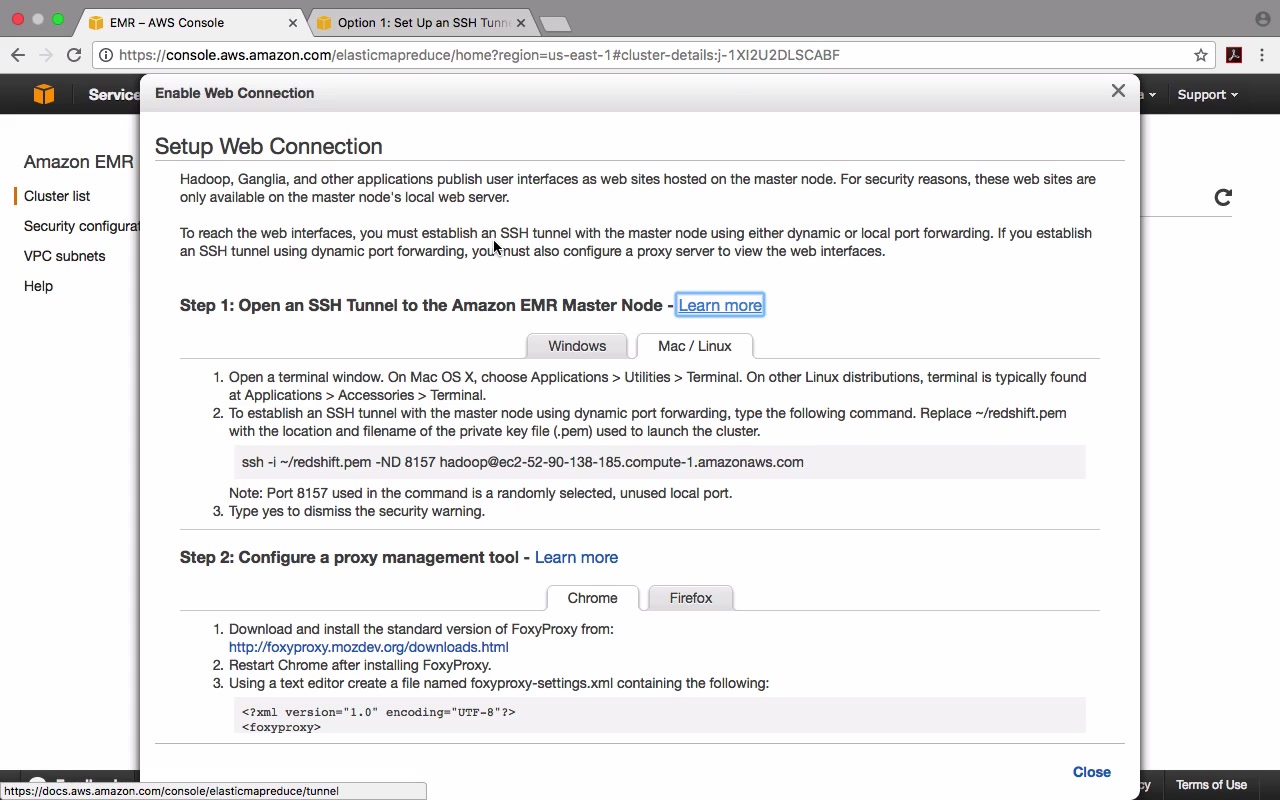 EMR – AWS Console
Option 1: Set Up an SSH Tunn
https://console.aws.amazon.com/elasticmapreduce/home?region=us-east-1#cluster-details:j-1XI2U2DLSCABF
Service
Enable Web Connection
Support
Amazon EMR
Cluster list
Security configurat
VPC subnets
Help
Setup Web Connection
Hadoop, Ganglia, and other applications publish user interfaces as web sites hosted on the master node. For security reasons, these web sites are
only available on the master node's local web server.
To reach the web interfaces, you must establish an SSH tunnel with the master node using either dynamic or local port forwarding. If you establish
an SSH tunnel using dynamic port forwarding, you must also configure a proxy server to view the web interfaces.
Step 1: Open an SSH Tunnel to the Amazon EMR Master Node - Learn more
Windows
Mac / Linux
1. Open a terminal window. On Mac OS X, choose Applications > Utilities > Terminal. On other Linux distributions, terminal is typically found
at Applications > Accessories > Terminal.
2. To establish an SSH tunnel with the master node using dynamic port forwarding, type the following command. Replace ~/redshift.pem
with the location and filename of the private key file (.pem) used to launch the cluster.
ssh -i ~/redshift.pem -ND 8157 hadoop@ec2-52-90-138-185.compute-1.amazonaws.com
Note: Port 8157 used in the command is a randomly selected, unused local port.
3. Type yes to dismiss the security warning.
Step 2: Configure a proxy management tool - Learn more
Chrome
Firefox
1. Download and install the standard version of FoxyProxy from:
http://foxyproxy.mozdev.org/downloads.html
2. Restart Chrome after installing FoxyProxy.
3. Using a text editor create a file named foxyproxy-settings.xml containing the following:
<?xml version="1.0" encoding="UTF-8"?>
<foxyproxy>
Close
cy
Terms of Use
https://docs.aws.amazon.com/console/elasticmapreduce/tunnel